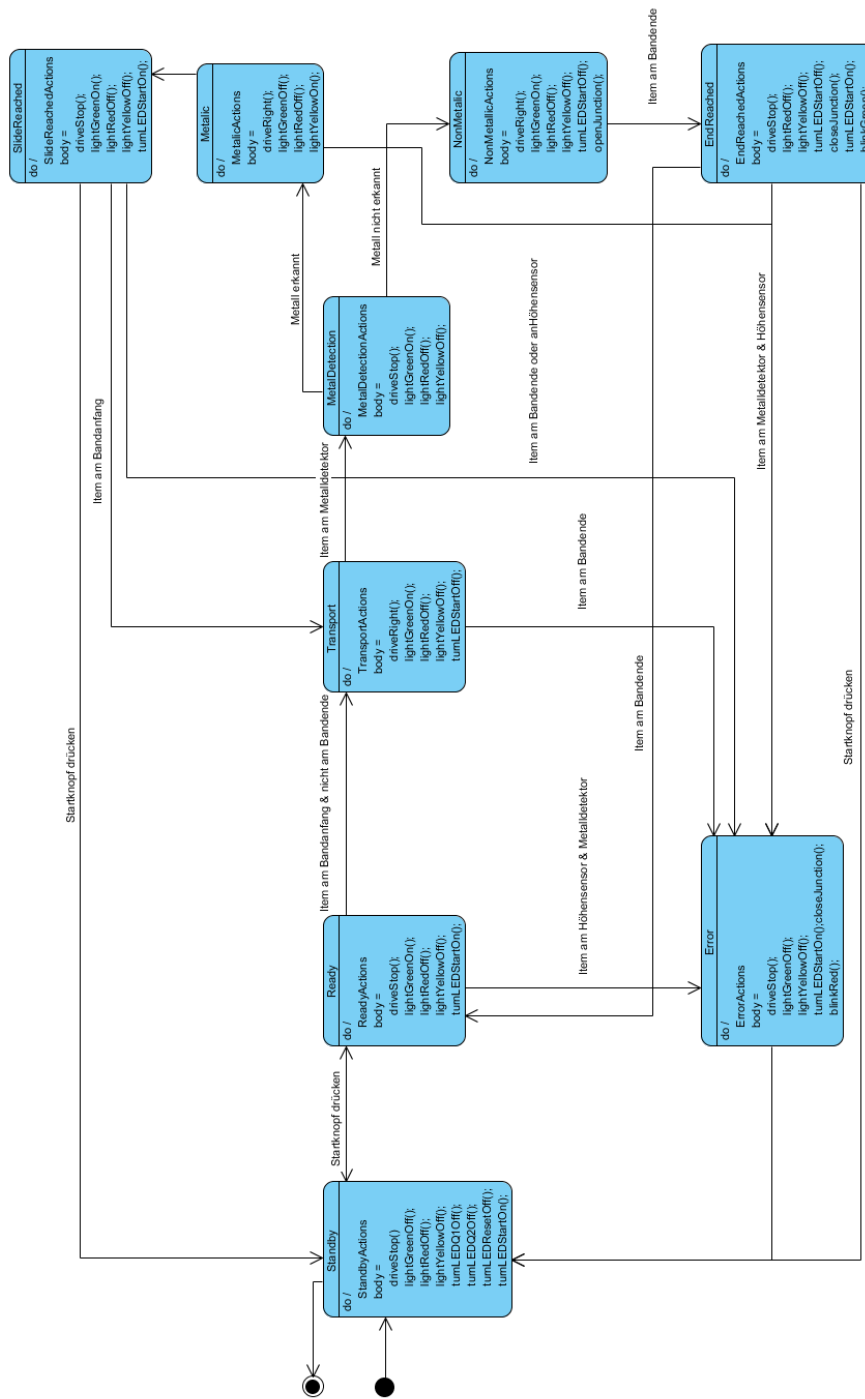 Standby
do /
StandbyActions
body =
driveStop()
lightGreenOff();
lightRedOff();
lightYellowOff();
turnLEDQ1Off();
turnLEDQ2Off();
turnLEDResetOff();
turnLEDStartOn();
Startknopf drücken
Startknopf drücken
Ready
do /
ReadyActions
body =
driveStop();
lightGreenOn();
lightRedOff();
lightYellowOff();
turnLEDStartOn();
Item am Bandanfang & nicht am Bandende
Item am Höhensensor & Metalldetektor
Item am Bandende
Error
do /
ErrorActions
body =
driveStop();
lightGreenOff();
lightYellowOff();
turnLEDStartOn();closeJunction();
blinkRed();
Startknopf drücken
Item am Bandanfang
Transport
do /
TransportActions
body =
driveRight();
lightGreenOn();
lightRedOff();
lightYellowOff();
turnLEDStartOff();
Item am Bandende
Item am Metalldetektor
MetalDetection
do /
MetalDetectionActions
body =
driveStop();
lightGreenOn();
lightRedOff();
lightYellowOff();
Item am Bandende oder anHöhensensor
Item am Metalldetektor & Höhensensor
Metall erkannt
Metall nicht erkannt
SlideReached
do /
SlideReachedActions
body =
driveStop();
lightGreenOn();
lightRedOff();
lightYellowOff();
turnLEDStartOn();
Metalic
do /
MetalicActions
body =
driveRight();
lightGreenOff();
lightRedOff();
lightYellowOn();
NonMetalic
do /
NonMetallicActions
body =
driveRight();
lightGreenOn();
lightRedOff();
lightYellowOff();
turnLEDStartOff();
openJunction();
Item am Bandende
EndReached
do /
EndReachedActions
body =
driveStop();
lightRedOff();
lightYellowOff();
turnLEDStartOff();
closeJunction();
turnLEDStartOn();
blinkGreen();